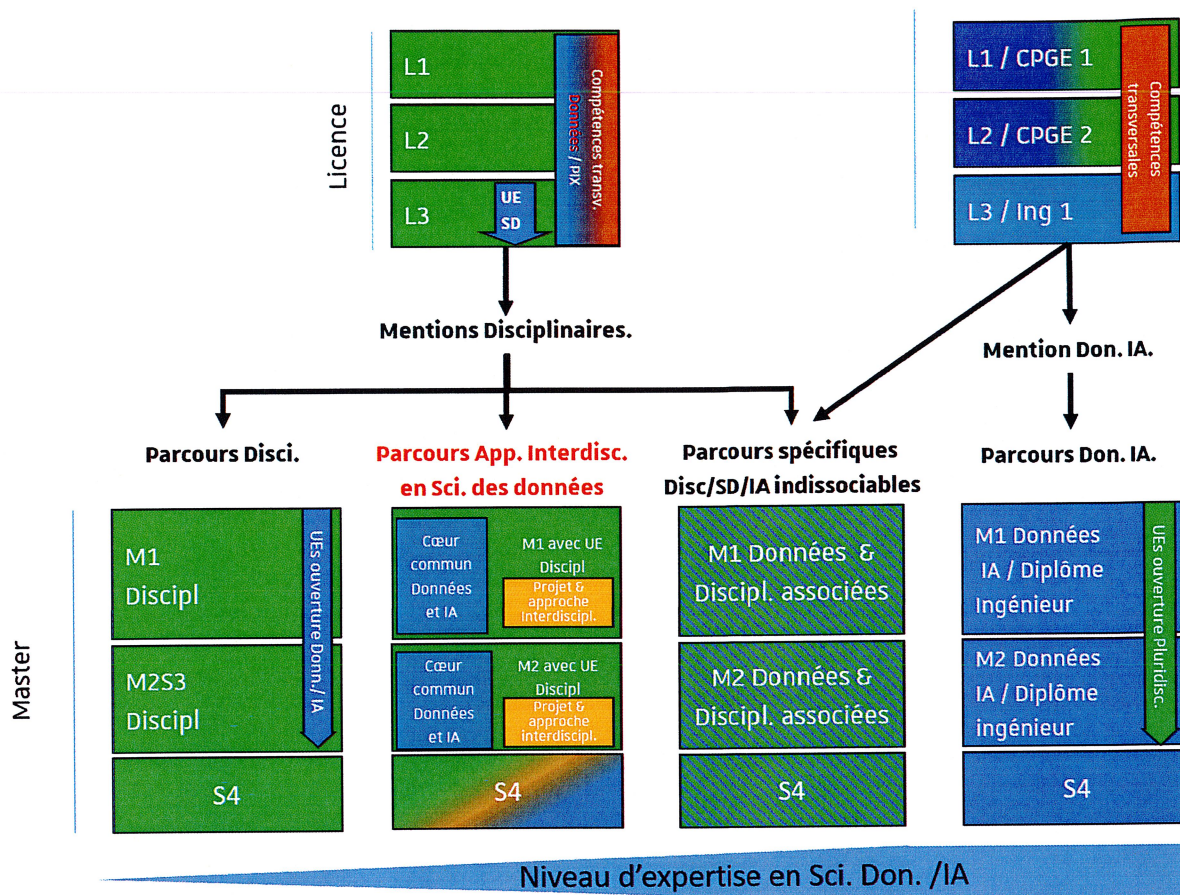 Licence
L1
L2
L3
UE
SD
Compétences transv.
Données / PIX
L1 / CPGE 1
L2 / CPGE 2
L3 / Ing 1
Compétences
transversales
Mentions Disciplinaires.
Mention Don. IA.
Parcours Disci.
Parcours App. Interdisc.
en Sci. des données
Parcours spécifiques
Disc/SD/IA indissociables
Parcours Don. IA.
Master
M1
Discipl
M2S3
Discipl
S4
UEs ouverture Donn./ IA
Cœur
commun
Données
et IA
M1 avec UE
Discipl
Projet &
approche
Interdiscipl.
Cœur
commun
Données
et IA
M2 avec UE
Discipl
Projet &
approche
interdiscipl.
S4
M1 Données &
Discipl. associées
M2 Données &
Discipl. associées
S4
M1 Données
IA / Diplôme
Ingénieur
M2 Données
IA / Diplôme
ingénieur
S4
UEs ouverture Pluridisc.
Niveau d'expertise en Sci. Don. /IA